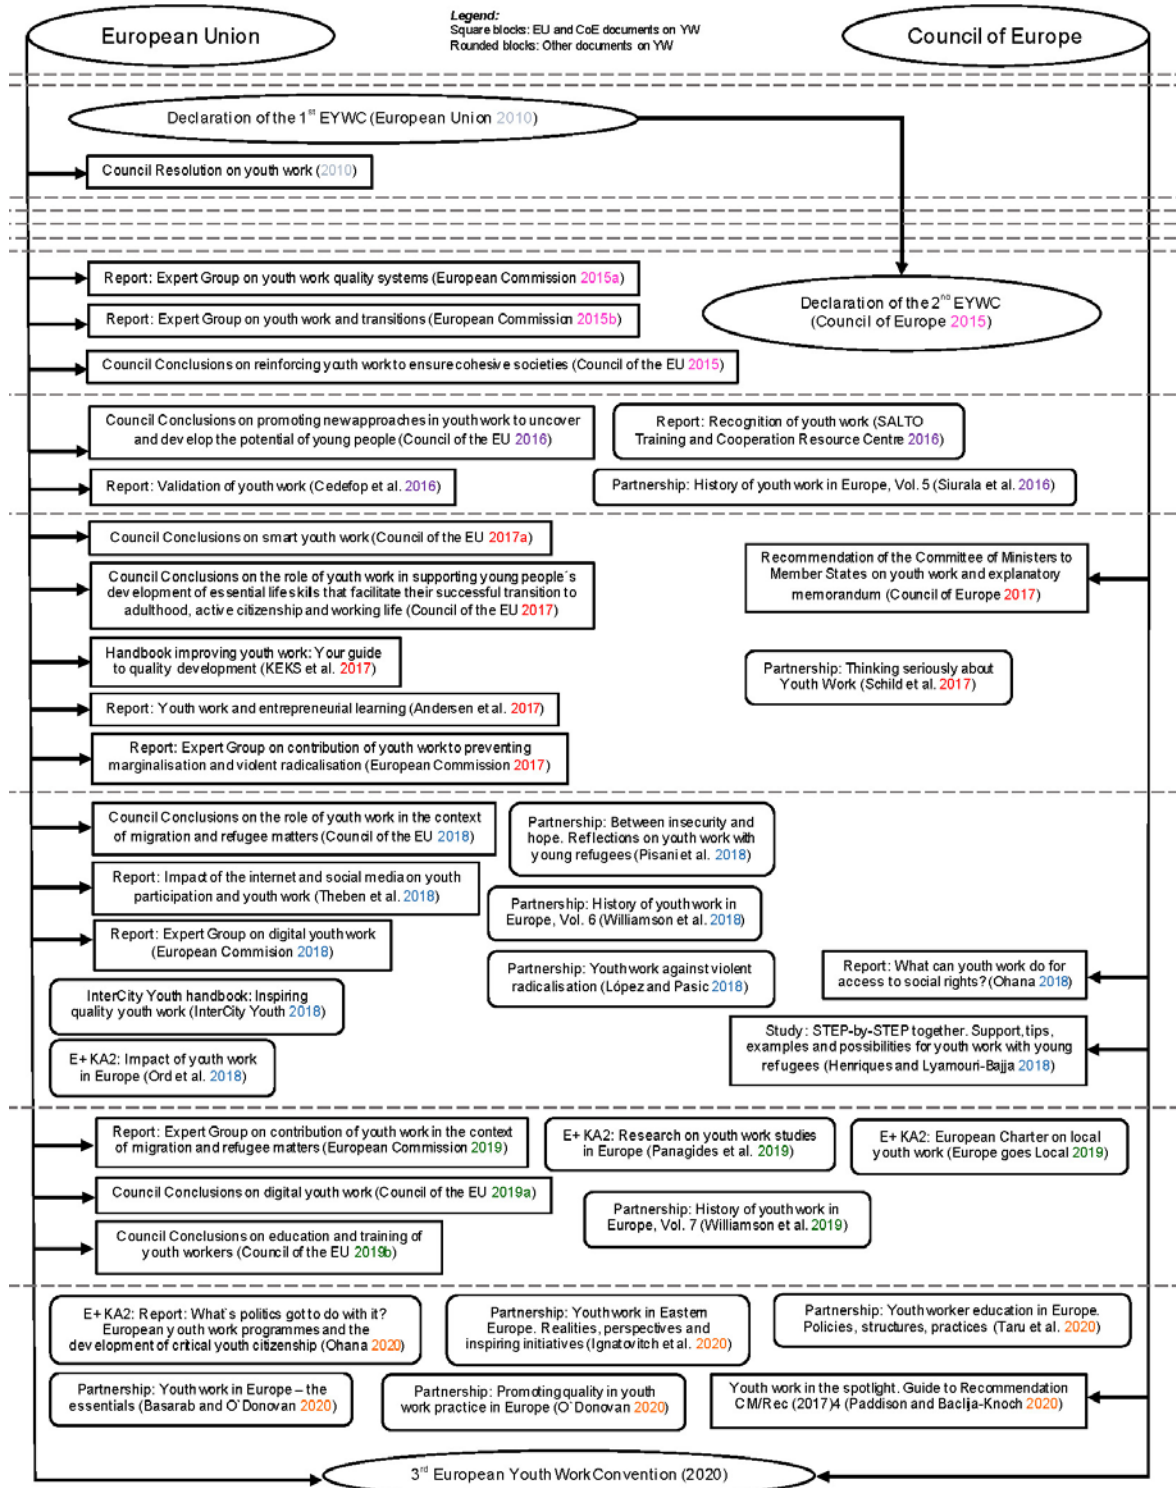 European Union
Legend:
Square blocks: EU and CoE documents on YW
Rounded blocks: Other documents on YW
Council of Europe
Declaration of the 1st EYWC (European Union 2010)
Council Resolution on youth work (2010)
Report: Expert Group on youth work quality systems (European Commission 2015a)
Declaration of the 2nd EYWC
(Council of Europe 2015)
Report: Expert Group on youth work and transitions (European Commission 2015b)
Council Conclusions on reinforcing youth work to ensure cohesive societies (Council of the EU 2015)
Council Conclusions on promoting new approaches in youth work to uncover
and develop the potential of young people (Council of the EU 2016)
Report: Recognition of youth work (SALTO
Training and Cooperation Resource Centre 2016)
Report: Validation of youth work (Cedefop et al. 2016)
Partnership: History of youth work in Europe, Vol. 5 (Siurala et al. 2016)
Council Conclusions on smart youth work (Council of the EU 2017a)
Recommendation of the Committee of Ministers to
Member States on youth work and explanatory
memorandum (Council of Europe 2017)
Council Conclusions on the role of youth work in supporting young people´s
development of essential life skills that facilitate their successful transition to
adulthood, active citizenship and working life (Council of the EU 2017)
Handbook improving youth work: Your guide
to quality development (KEKS et al. 2017)
Partnership: Thinking seriously about
Youth Work (Schild et al. 2017)
Report: Youth work and entrepreneurial learning (Andersen et al. 2017)
Report: Expert Group on contribution of youth work to preventing
marginalisation and violent radicalisation (European Commission 2017)
Council Conclusions on the role of youth work in the context
of migration and refugee matters (Council of the EU 2018)
Partnership: Between insecurity and
hope. Reflections on youth work with
young refugees (Pisani et al. 2018)
Report: Impact of the internet and social media on youth
participation and youth work (Theben et al. 2018)
Partnership: History of youth work in
Europe, Vol. 6 (Williamson et al. 2018)
Report: Expert Group on digital youth work
(European Commision 2018)
Partnership: Youth work against violent
radicalisation (López and Pasic 2018)
Report: What can youth work do for
access to social rights? (Ohana 2018)
InterCity Youth handbook: Inspiring
quality youth work (InterCity Youth 2018)
Study: STEP-by-STEP together. Support, tips,
examples and possibilities for youth work with young
refugees (Henriques and Lyamouri-Bajja 2018)
E+ KA2: Impact of youth work
in Europe (Ord et al. 2018)
Report: Expert Group on contribution of youth work in the context
of migration and refugee matters (European Commission 2019)
E+ KA2: Research on youth work studies
in Europe (Panagides et al. 2019)
E+ KA2: European Charter on local
youth work (Europe goes Local 2019)
Council Conclusions on digital youth work (Council of the EU 2019a)
Partnership: History of youth work in
Europe, Vol. 7 (Williamson et al. 2019)
Council Conclusions on education and training of
youth workers (Council of the EU 2019b)
E+ KA2: Report: What´s politics got to do with it?
European youth work programmes and the
development of critical youth citizenship (Ohana 2020)
Partnership: Youth work in Eastern
Europe. Realities, perspectives and
inspiring initiatives (Ignatovitch et al. 2020)
Partnership: Youth worker education in Europe.
Policies, structures, practices (Taru et al. 2020)
Partnership: Youth work in Europe – the
essentials (Basarab and O´Donovan 2020)
Partnership: Promoting quality in youth
work practice in Europe (O´Donovan 2020)
Youth work in the spotlight. Guide to Recommendation
CM/Rec (2017)4 (Paddison and Baclija-Knoch 2020)
3rd European Youth Work Convention (2020)